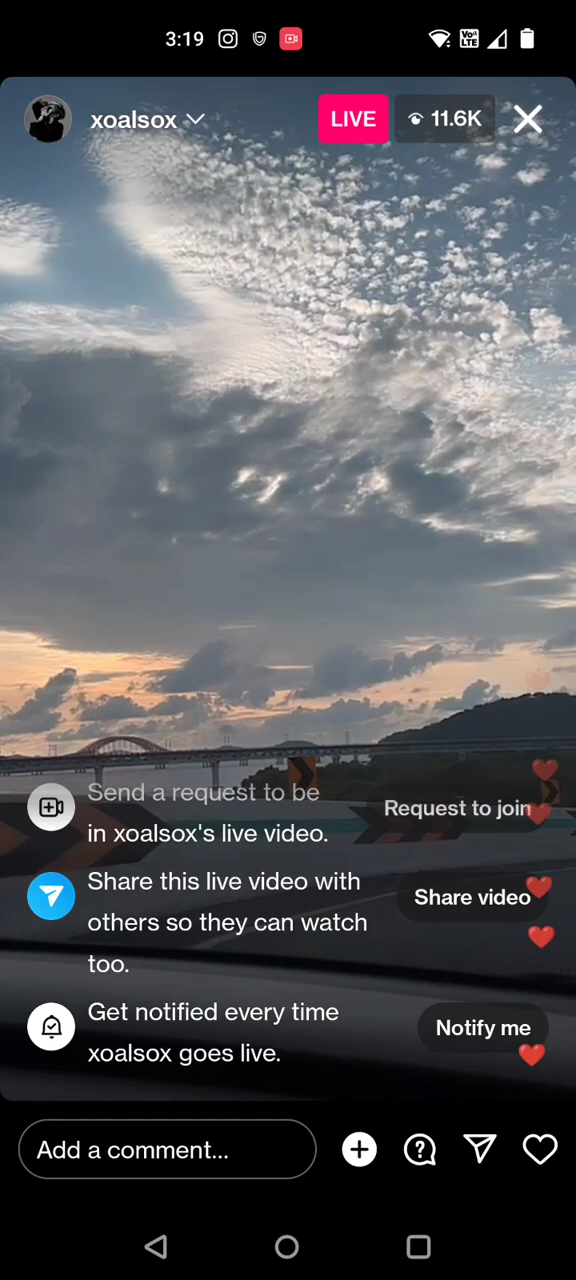 3:19
Vo
LTE
xoalsox
LIVE
11.6K
Send a request to be
in xoalsox's live video.
Request to join
Share this live video with
others so they can watch
too.
Share video
Get notified every time
xoalsox goes live.
Notify me
Add a comment...